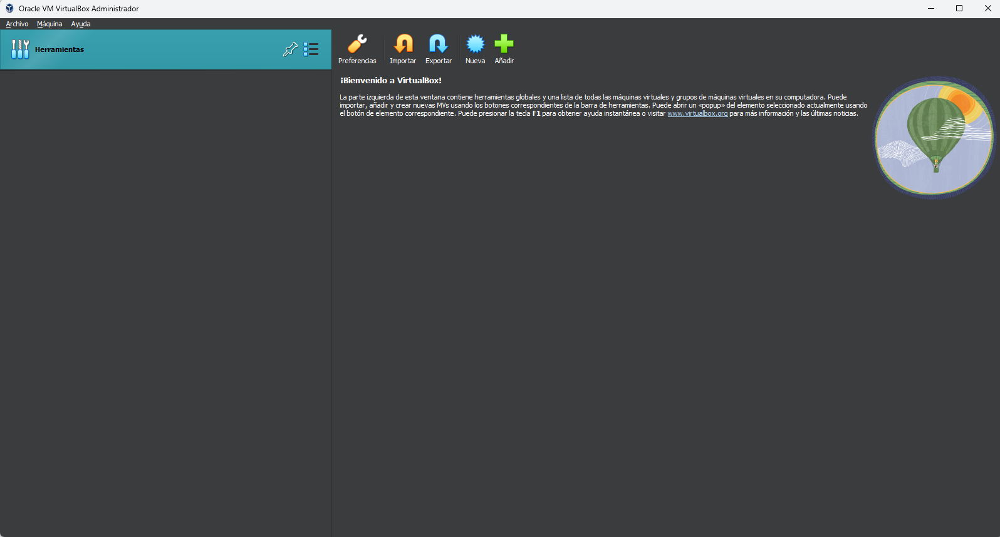 Oracle VM VirtualBox Administrador
Archivo Máquina Ayuda
Herramientas
Preferencias Importar Exportar Nueva Añadir
¡Bienvenido a VirtualBox!
La parte izquierda de esta ventana contiene herramientas globales y una lista de todas las máquinas virtuales y grupos de máquinas virtuales en su computadora. Puede
importar, añadir y crear nuevas MVs usando los botones correspondientes de la barra de herramientas. Puede abrir un «popup» del elemento seleccionado actualmente usando
el botón de elemento correspondiente. Puede presionar la tecla F1 para obtener ayuda instantánea o visitar www.virtualbox.org para más información y las últimas noticias.